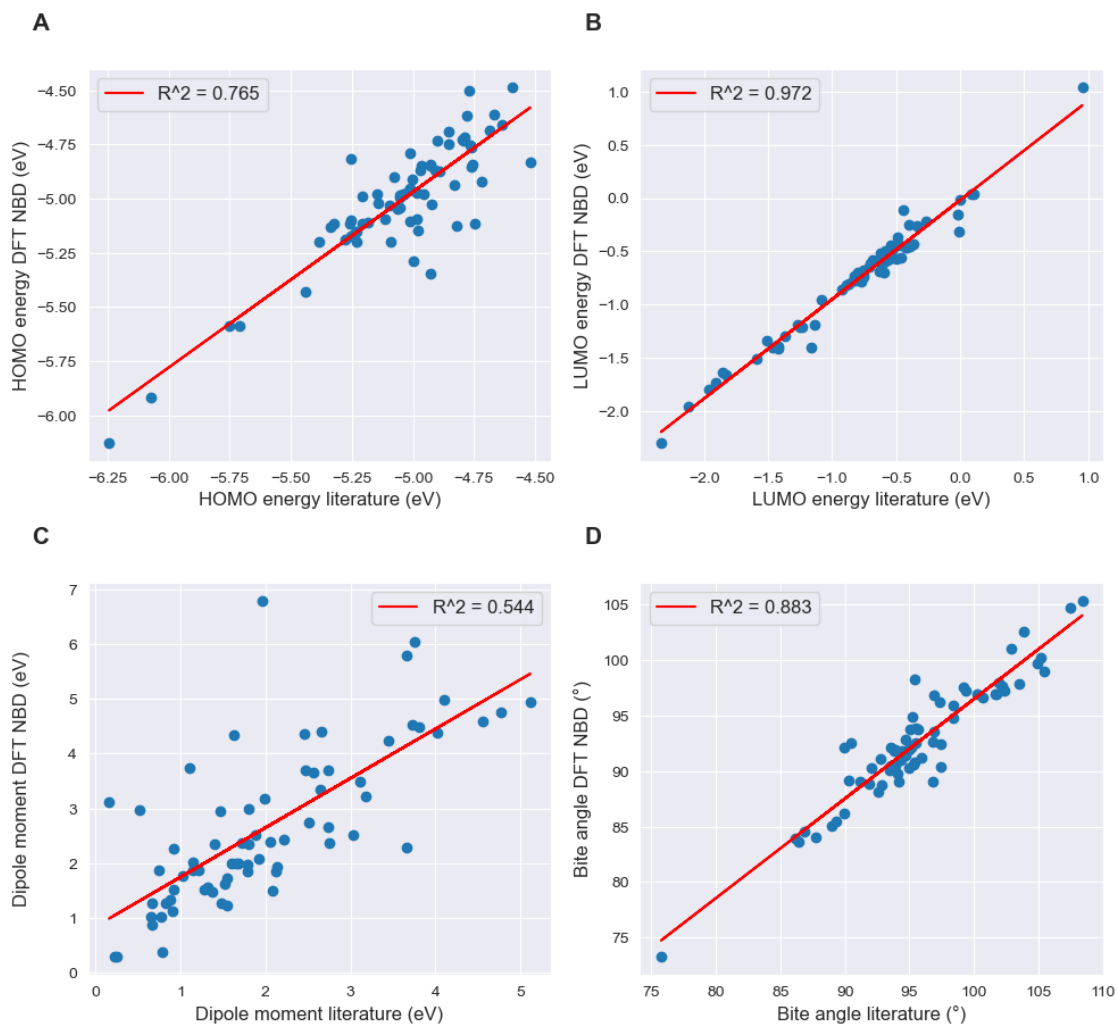 A
R^2 = 0.765
HOMO energy DFT NBD (eV)
−4.50
−4.75
−5.00
−5.25
−5.50
−5.75
−6.00
−6.25 −6.00 −5.75 −5.50 −5.25 −5.00 −4.75 −4.50
HOMO energy literature (eV)
B
R^2 = 0.972
LUMO energy DFT NBD (eV)
1.0
0.5
0.0
−0.5
−1.0
−1.5
−2.0
−2.0 −1.5 −1.0 −0.5 0.0 0.5 1.0
LUMO energy literature (eV)
C
R^2 = 0.544
Dipole moment DFT NBD (eV)
7
6
5
4
3
2
1
0
0 1 2 3 4 5
Dipole moment literature (eV)
D
R^2 = 0.883
Bite angle DFT NBD (°)
105
100
95
90
85
80
75
75 80 85 90 95 100 105 110
Bite angle literature (°)